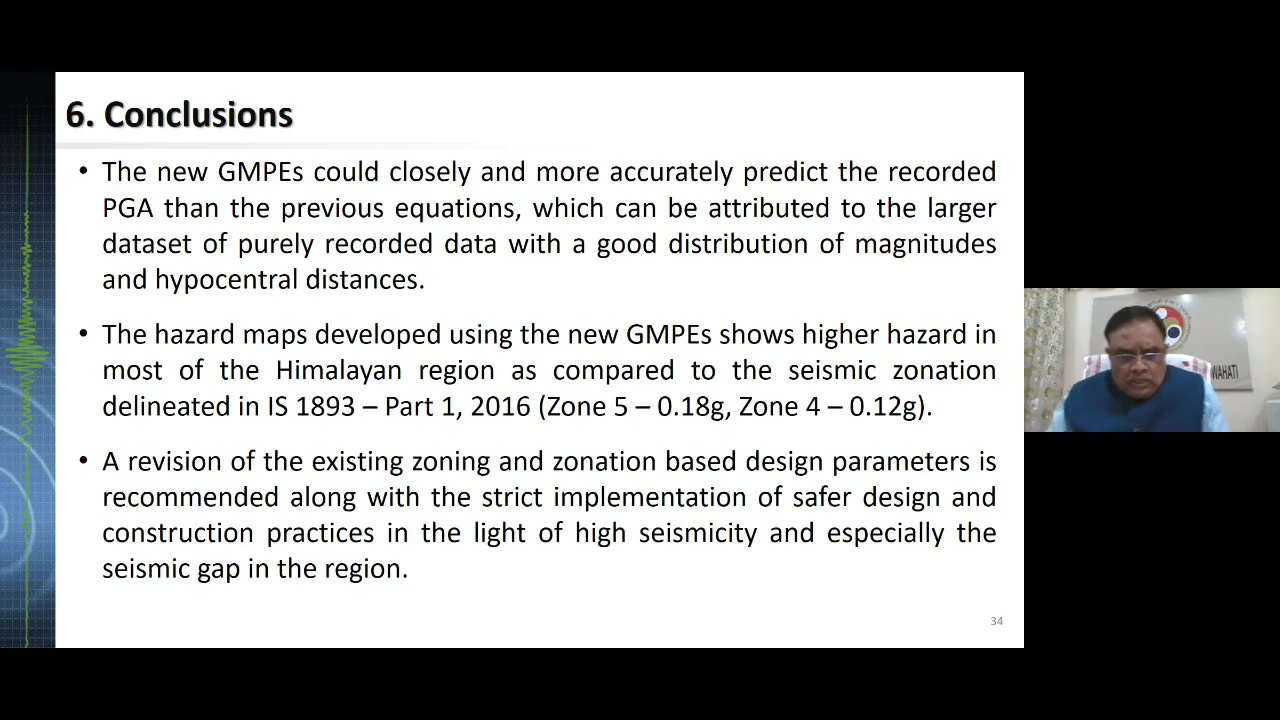 6. Conclusions
• The new GMPEs could closely and more accurately predict the recorded
PGA than the previous equations, which can be attributed to the larger
dataset of purely recorded data with a good distribution of magnitudes
and hypocentral distances.
• The hazard maps developed using the new GMPEs shows higher hazard in
most of the Himalayan region as compared to the seismic zonation
delineated in IS 1893 – Part 1, 2016 (Zone 5 – 0.18g, Zone 4 – 0.12g).
• A revision of the existing zoning and zonation based design parameters is
recommended along with the strict implementation of safer design and
construction practices in the light of high seismicity and especially the
seismic gap in the region.
34
WAHATI